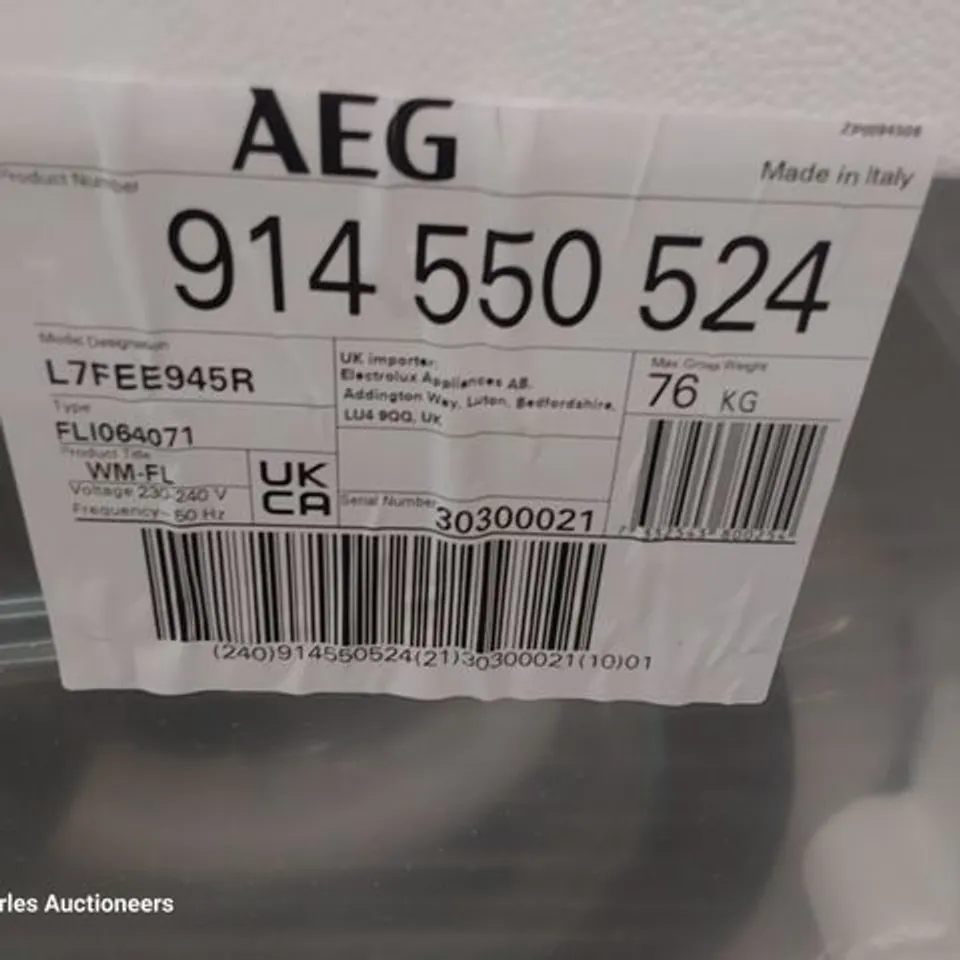 AEG
Made in Italy
Product Number
914 550 524
Model Designation
L7FEE945R
Type
FLI064071
Product Title
WM-FL
Voltage 230-240 V
Frequency~ 50 Hz
UK
CA
UK importer:
Electrolux Appliances AB.
Addington Way, Luton, Bedfordshire,
LU4 9QQ, UK
Serial Number
30300021
Max Gross Weight
76 KG
(240)914550524(21)30300021(10)01
rles Auctioneers